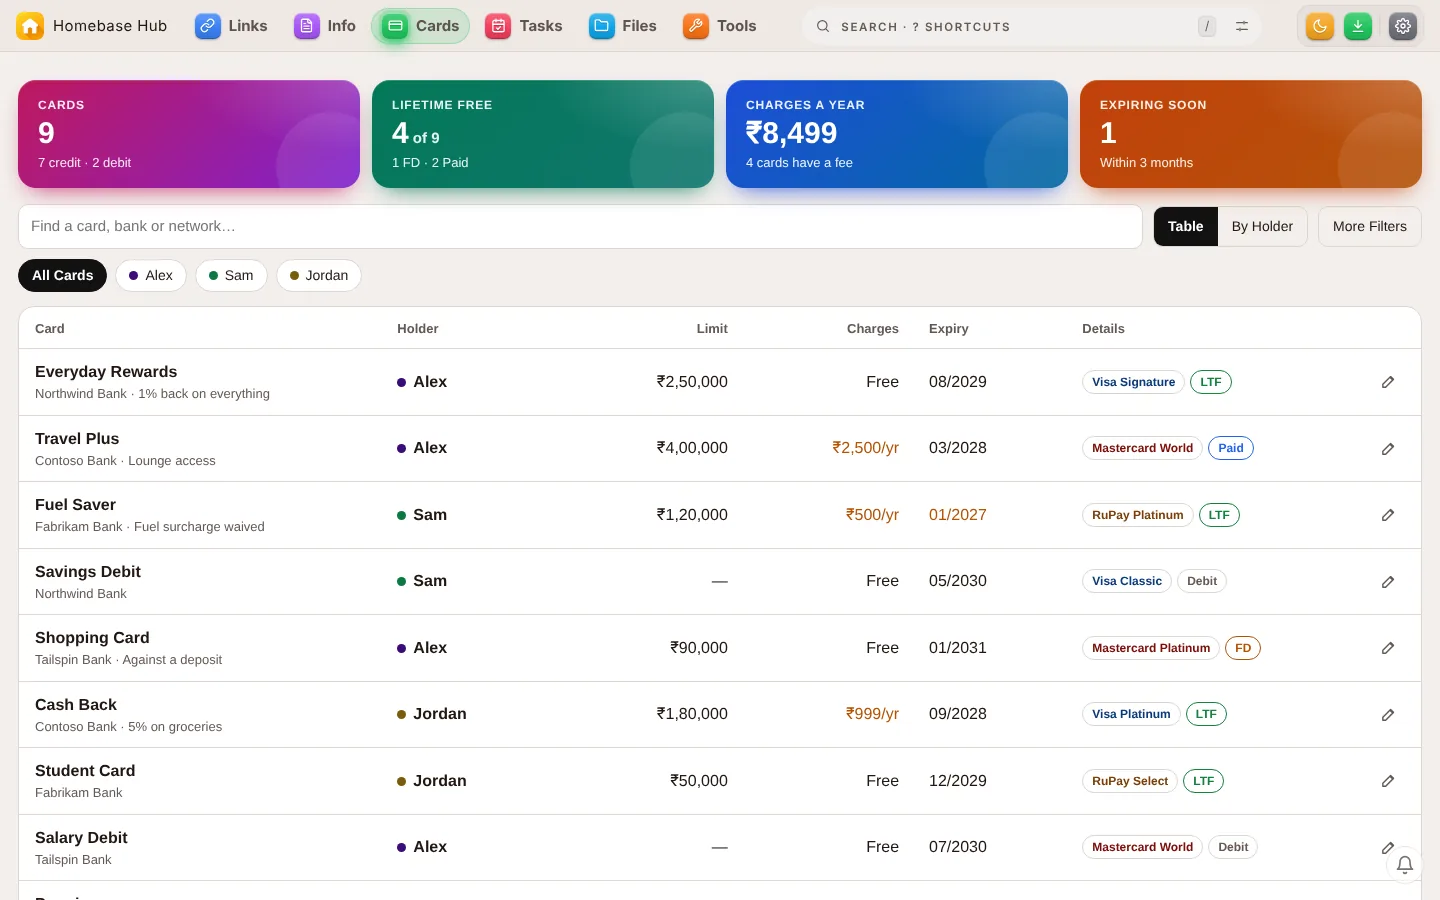 Homebase Hub Links Info Cards Tasks Files Tools SEARCH · ? SHORTCUTS /
CARDS
9
7 credit · 2 debit
LIFETIME FREE
4 of 9
1 FD · 2 Paid
CHARGES A YEAR
₹8,499
4 cards have a fee
EXPIRING SOON
1
Within 3 months
Find a card, bank or network… Table By Holder More Filters
All Cards Alex Sam Jordan
Card Holder Limit Charges Expiry Details
Everyday Rewards
Northwind Bank · 1% back on everything
Alex ₹2,50,000 Free 08/2029 Visa Signature LTF
Travel Plus
Contoso Bank · Lounge access
Alex ₹4,00,000 ₹2,500/yr 03/2028 Mastercard World Paid
Fuel Saver
Fabrikam Bank · Fuel surcharge waived
Sam ₹1,20,000 ₹500/yr 01/2027 RuPay Platinum LTF
Savings Debit
Northwind Bank
Sam — Free 05/2030 Visa Classic Debit
Shopping Card
Tailspin Bank · Against a deposit
Alex ₹90,000 Free 01/2031 Mastercard Platinum FD
Cash Back
Contoso Bank · 5% on groceries
Jordan ₹1,80,000 ₹999/yr 09/2028 Visa Platinum LTF
Student Card
Fabrikam Bank
Jordan ₹50,000 Free 12/2029 RuPay Select LTF
Salary Debit
Tailspin Bank
Alex — Free 07/2030 Mastercard World Debit